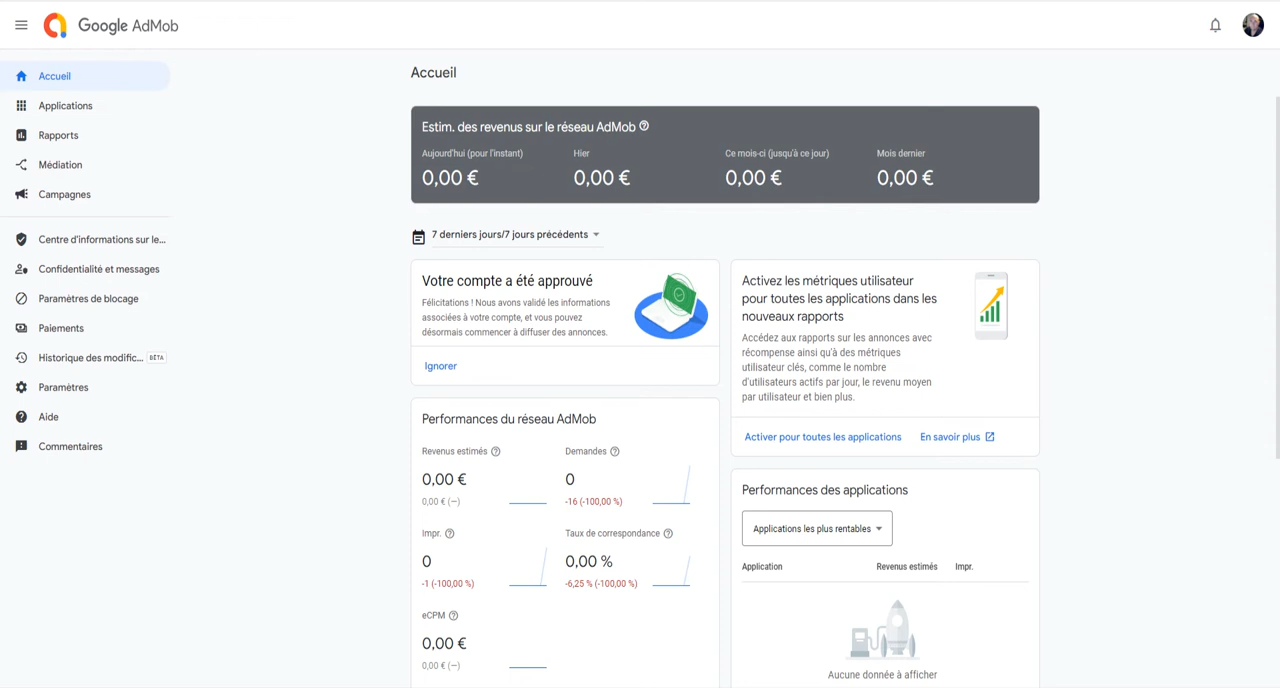 Google AdMob
Accueil
Applications
Rapports
Médiation
Campagnes
Centre d'informations sur le...
Confidentialité et messages
Paramètres de blocage
Paiements
Historique des modific... BÊTA
Paramètres
Aide
Commentaires
Accueil
Estim. des revenus sur le réseau AdMob
Aujourd'hui (pour l'instant) Hier Ce mois-ci (jusqu'à ce jour) Mois dernier
0,00 € 0,00 € 0,00 € 0,00 €
7 derniers jours/7 jours précédents
Votre compte a été approuvé
Félicitations ! Nous avons validé les informations
associées à votre compte, et vous pouvez
désormais commencer à diffuser des annonces.
Ignorer
Performances du réseau AdMob
Revenus estimés Demandes
0,00 € 0
0,00 € (—) -16 (-100,00 %)
Impr. Taux de correspondance
0 0,00 %
-1 (-100,00 %) -6,25 % (-100,00 %)
eCPM
0,00 €
0,00 € (—)
Activez les métriques utilisateur
pour toutes les applications dans les
nouveaux rapports
Accédez aux rapports sur les annonces avec
récompense ainsi qu'à des métriques
utilisateur clés, comme le nombre
d'utilisateurs actifs par jour, le revenu moyen
par utilisateur et bien plus.
Activer pour toutes les applications En savoir plus
Performances des applications
Applications les plus rentables
Application Revenus estimés Impr.
Aucune donnée à afficher